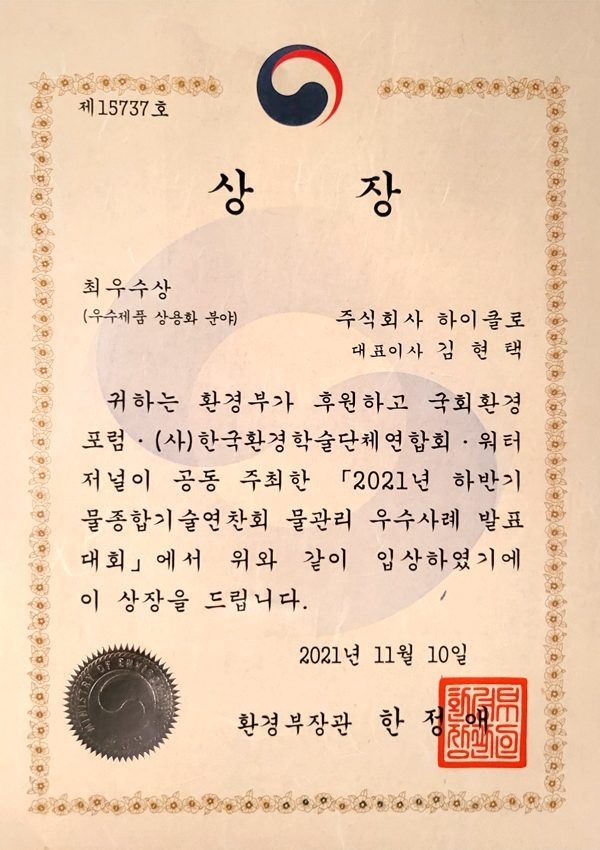 제15737호
상 장
최우수상
(우수제품 상용화 분야)
주식회사 하이클로
대표이사 김 현 택
귀하는 환경부가 후원하고 국회환경
포럼·(사)한국환경학술단체연합회·워터
저널이 공동 주최한 「2021년 하반기
물종합기술연찬회 물관리 우수사례 발표
대회」에서 위와 같이 입상하였기에
이 상장을 드립니다.
2021년 11월 10일
환경부장관 한 정 애
MINISTRY OF